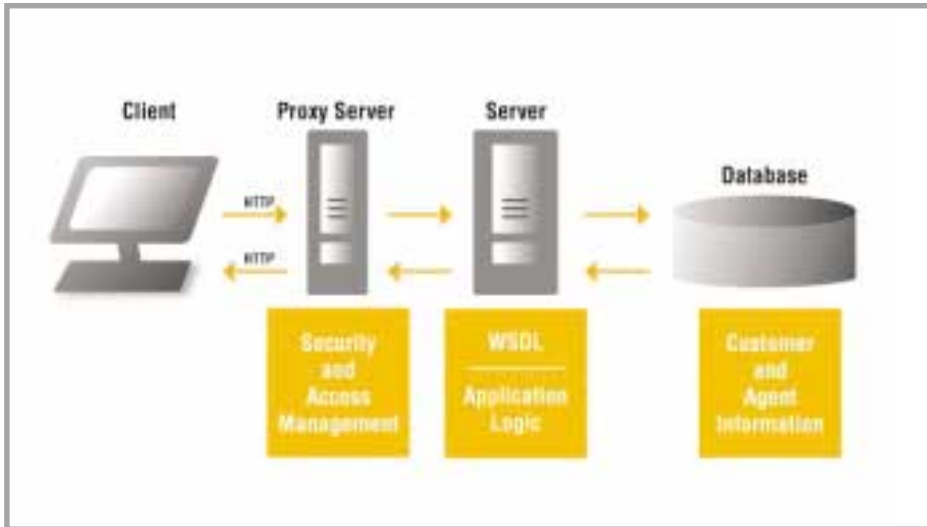 Client
Proxy Server
Server
Database
HTTP
HTTP
Security
and
Access
Management
WSDL
Application
Logic
Customer
and
Agent
Information